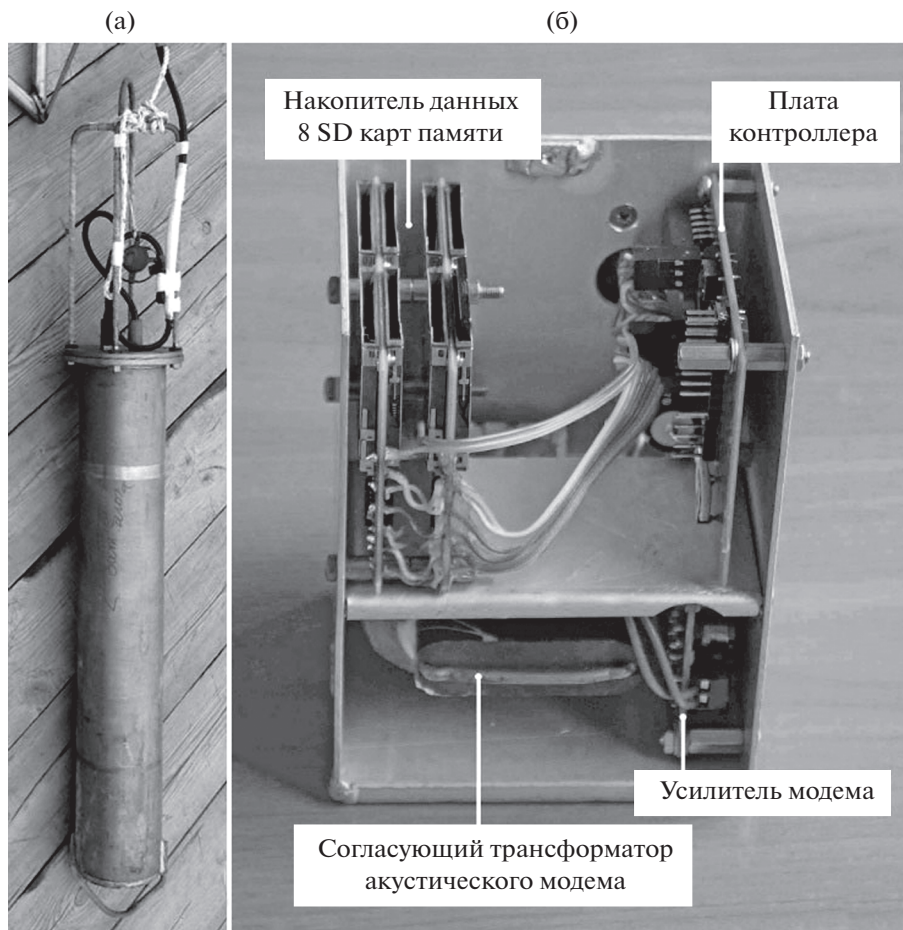 (а)
(б)
Накопитель данных
8 SD карт памяти
Плата
контроллера
Усилитель модема
Согласующий трансформатор
акустического модема